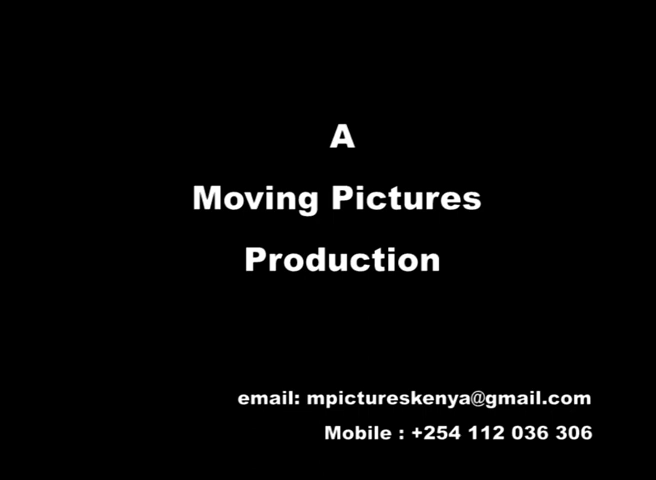 A
Moving Pictures
Production
email: mpictureskenya@gmail.com
Mobile : +254 112 036 306